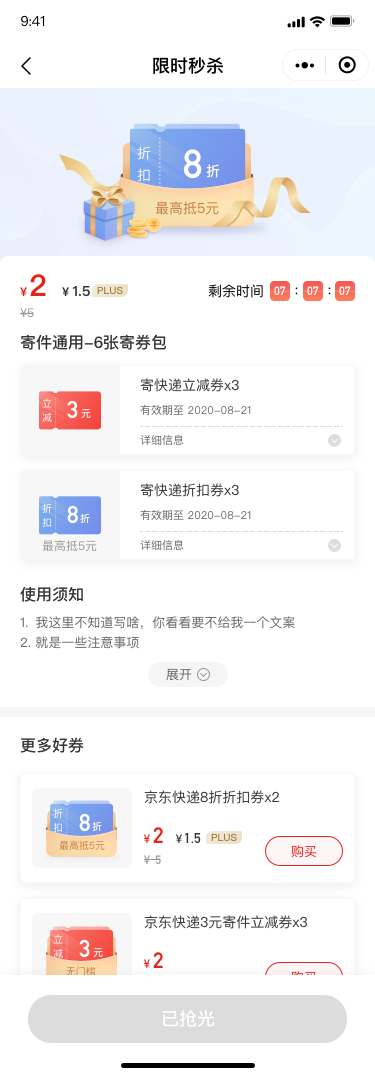 9:41
限时秒杀
折扣
8折
最高抵5元
¥2 ¥1.5 PLUS 剩余时间 07 : 07 : 07
¥5
寄件通用-6张寄券包
立减 3元
寄快递立减券x3
有效期至 2020-08-21
详细信息
折扣 8折
最高抵5元
寄快递折扣券x3
有效期至 2020-08-21
详细信息
使用须知
1. 我这里不知道写啥，你看看要不给我一个文案
2. 就是一些注意事项
展开
更多好券
折扣 8折
最高抵5元
京东快递8折折扣券x2
¥2 ¥1.5 PLUS
¥5
购买
立减 3元
无门槛
京东快递3元寄件立减券x3
¥2
购买
已抢光